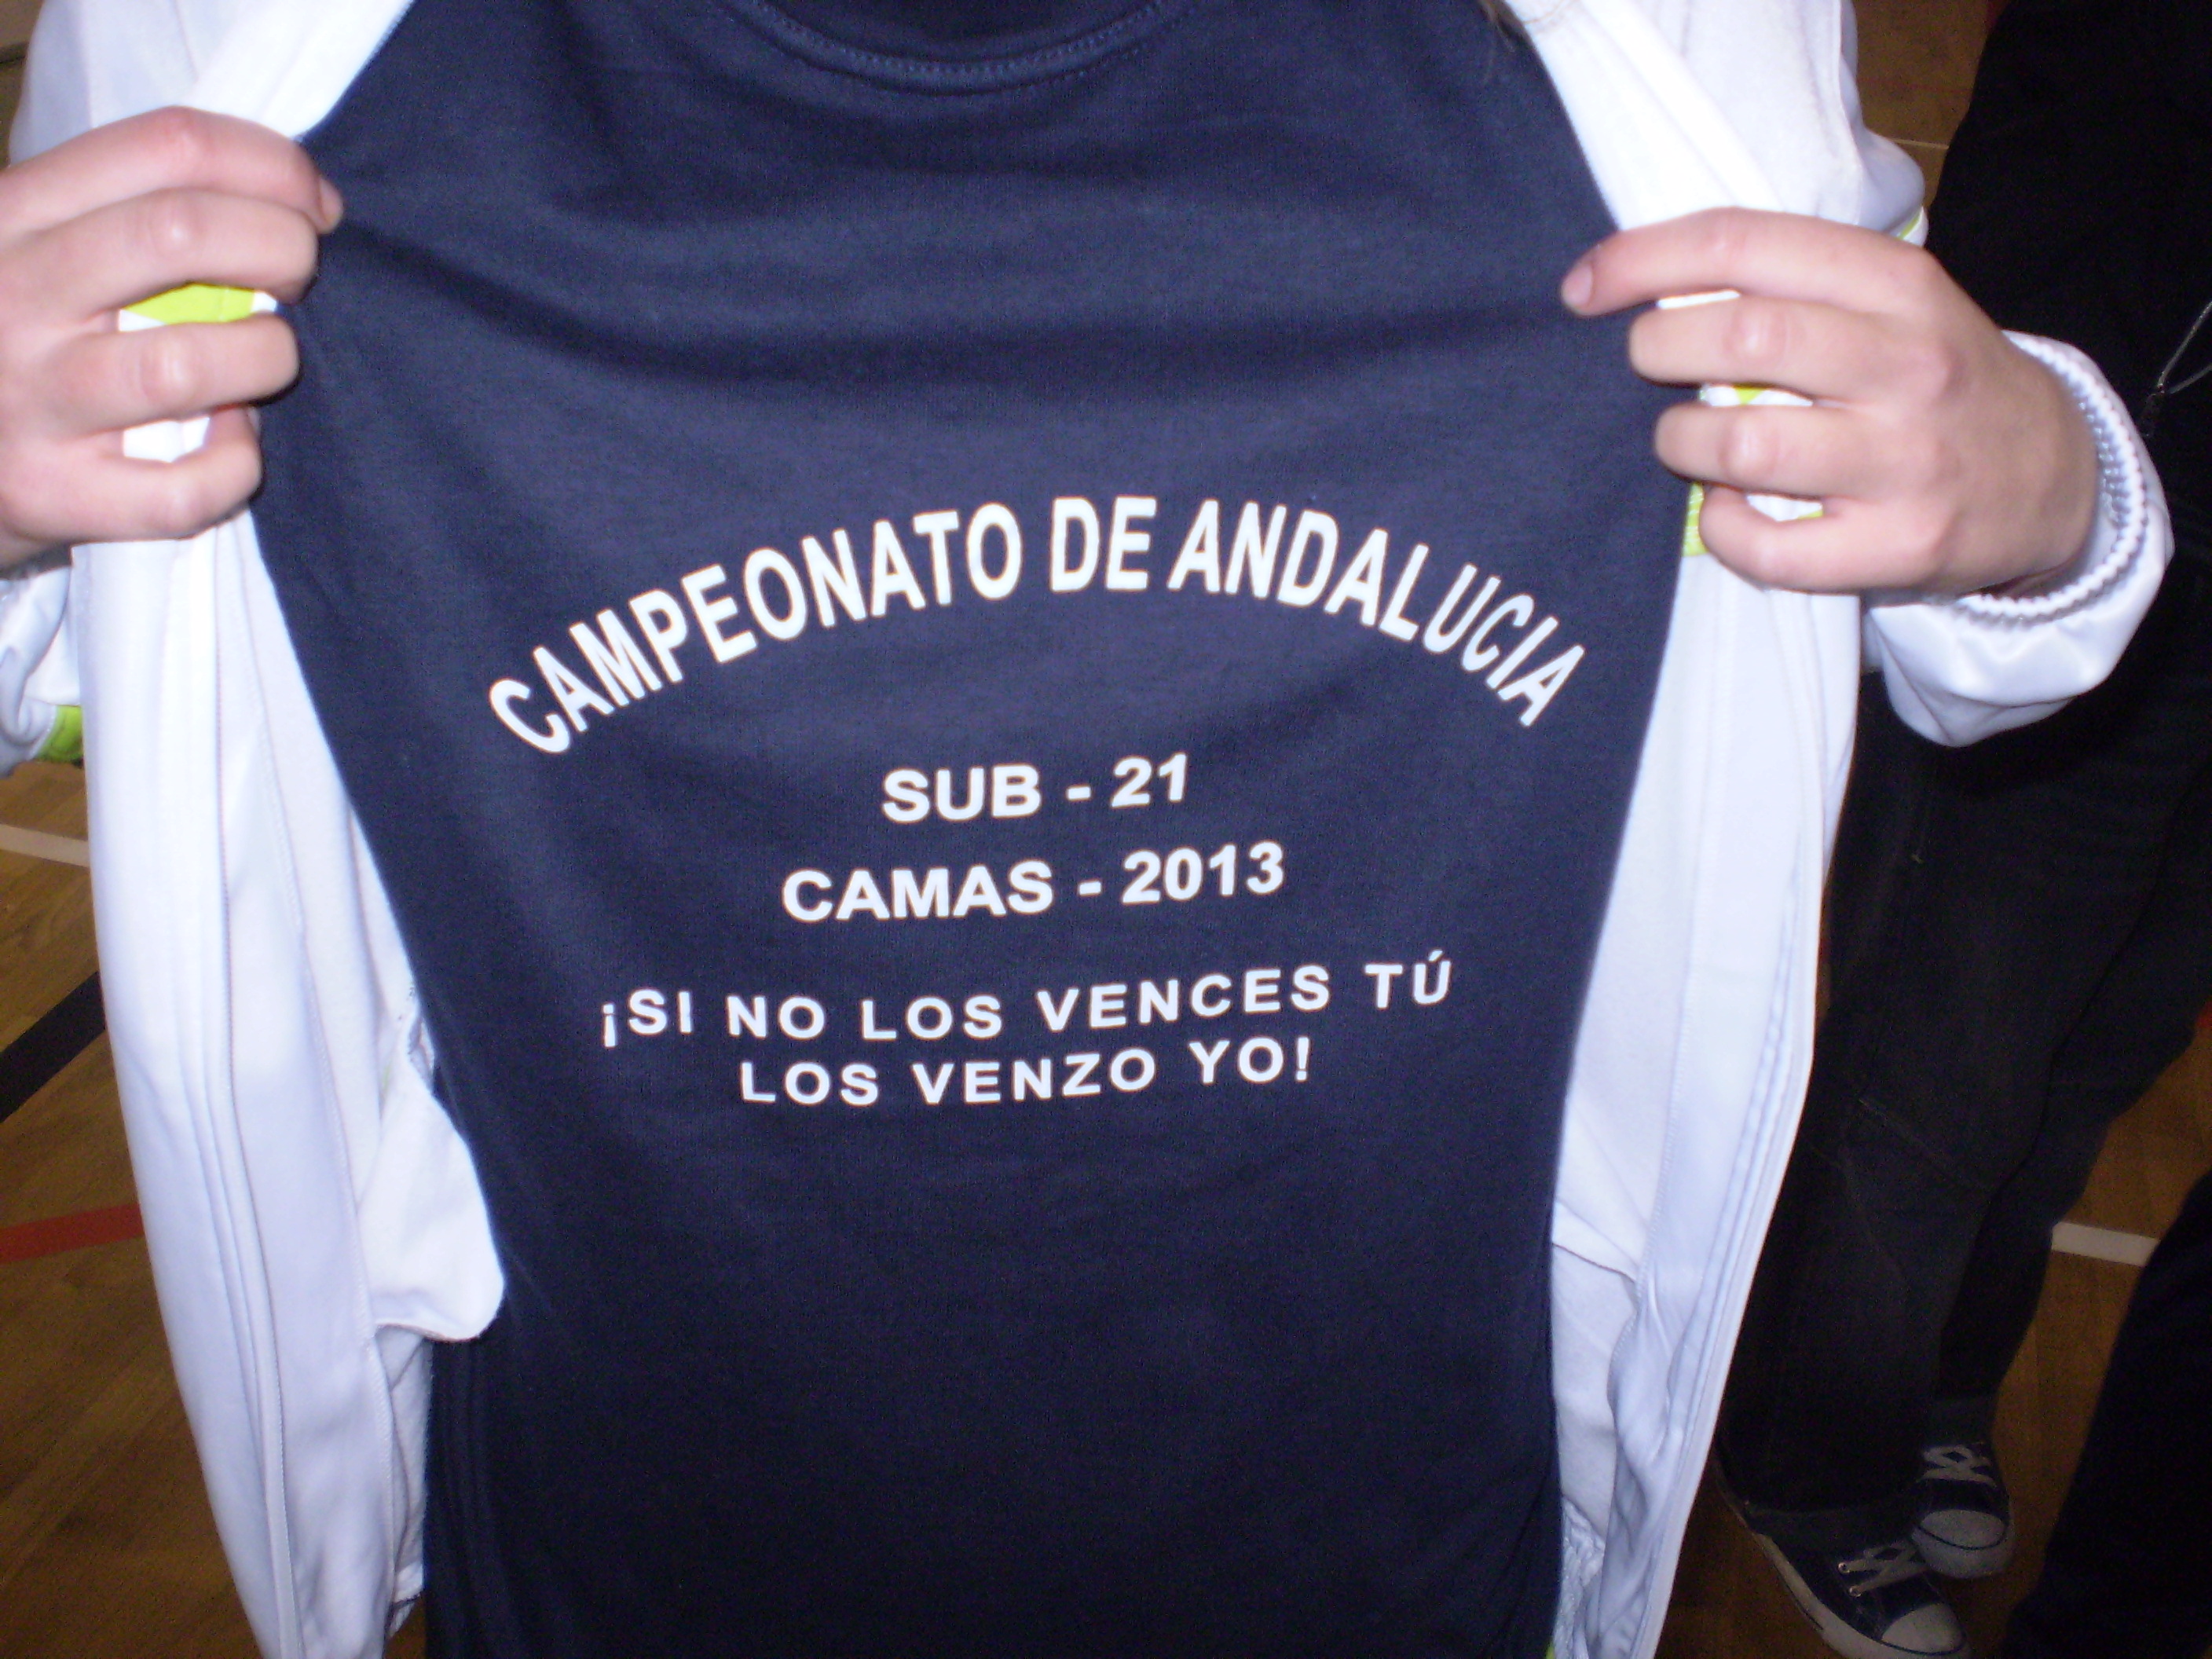 CAMPEONATO DE ANDALUCIA
SUB - 21
CAMAS - 2013
¡SI NO LOS VENCES TÚ
LOS VENZO YO!